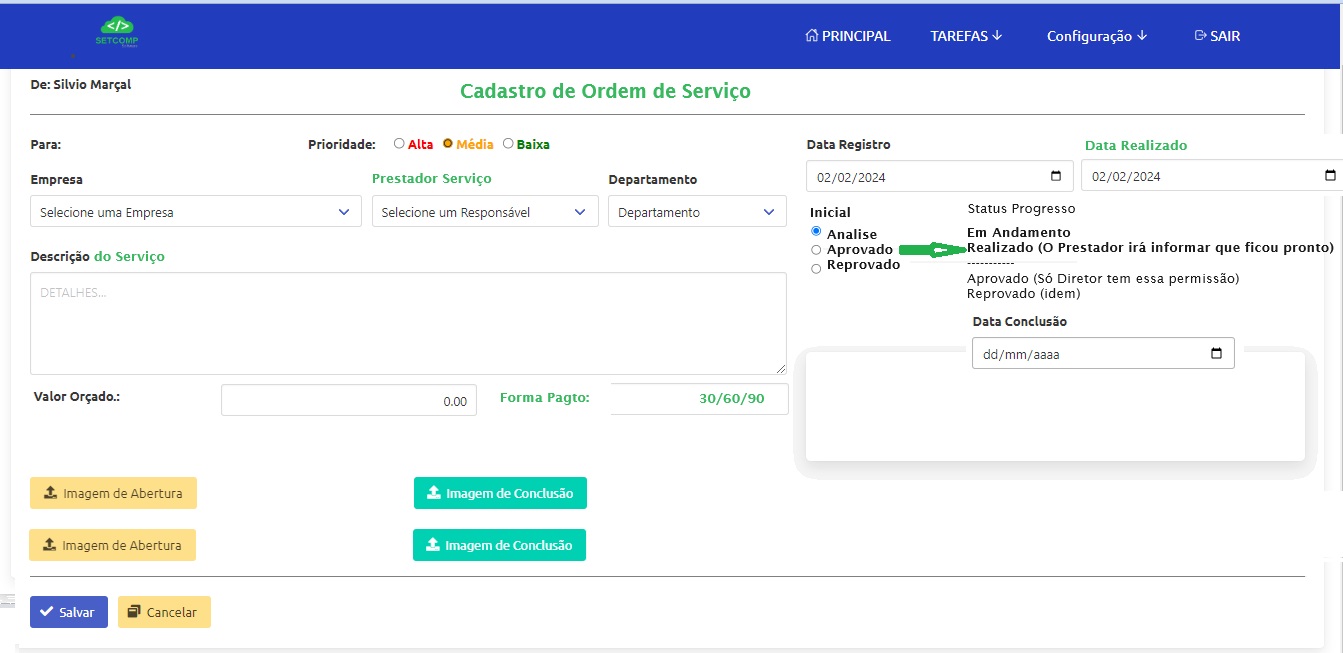 </>
SETCOMP
PRINCIPAL
TAREFAS
Configuração
SAIR
De: Silvio Marçal
Cadastro de Ordem de Serviço
Para:
Prioridade:
Alta
Média
Baixa
Data Registro
Data Realizado
02/02/2024
02/02/2024
Empresa
Prestador Serviço
Departamento
Selecione uma Empresa
Selecione um Responsável
Departamento
Inicial
Analise
Aprovado
Reprovado
Status Progresso
Em Andamento
Realizado (O Prestador irá informar que ficou pronto)
-----------
Aprovado (Só Diretor tem essa permissão)
Reprovado (idem)
Descrição do Serviço
DETALHES...
Data Conclusão
dd/mm/aaaa
Valor Orçado.:
0.00
Forma Pagto:
30/60/90
Imagem de Abertura
Imagem de Conclusão
Imagem de Abertura
Imagem de Conclusão
Salvar
Cancelar